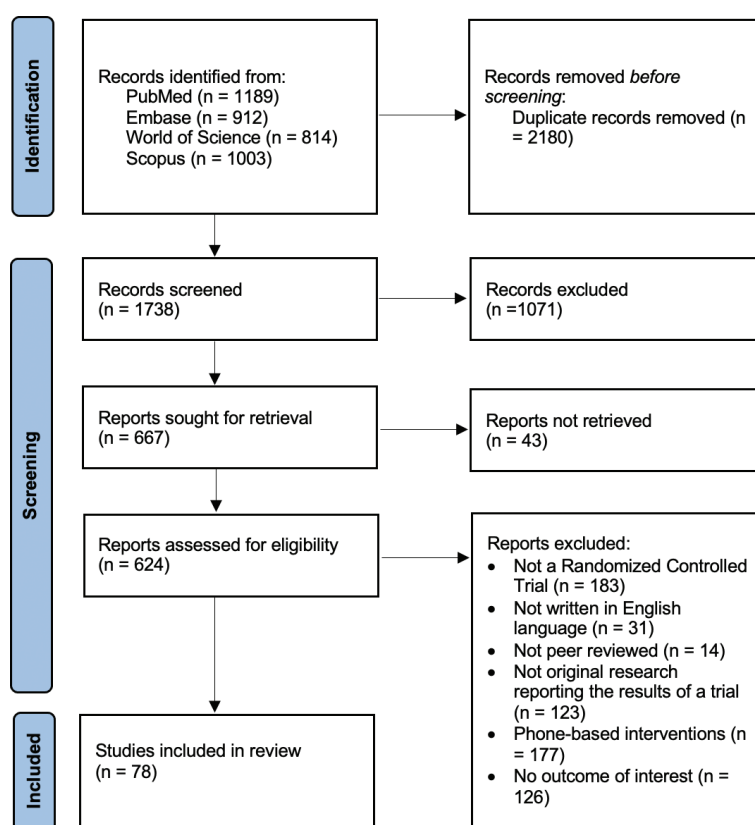 Identification
Records identified from:
PubMed (n = 1189)
Embase (n = 912)
World of Science (n = 814)
Scopus (n = 1003)
Records removed before
screening:
Duplicate records removed (n
= 2180)
Screening
Records screened
(n = 1738)
Records excluded
(n =1071)
Reports sought for retrieval
(n = 667)
Reports not retrieved
(n = 43)
Reports assessed for eligibility
(n = 624)
Reports excluded:
• Not a Randomized Controlled
Trial (n = 183)
• Not written in English
language (n = 31)
• Not peer reviewed (n = 14)
• Not original research
reporting the results of a trial
(n = 123)
• Phone-based interventions (n
= 177)
• No outcome of interest (n =
126)
Included
Studies included in review
(n = 78)